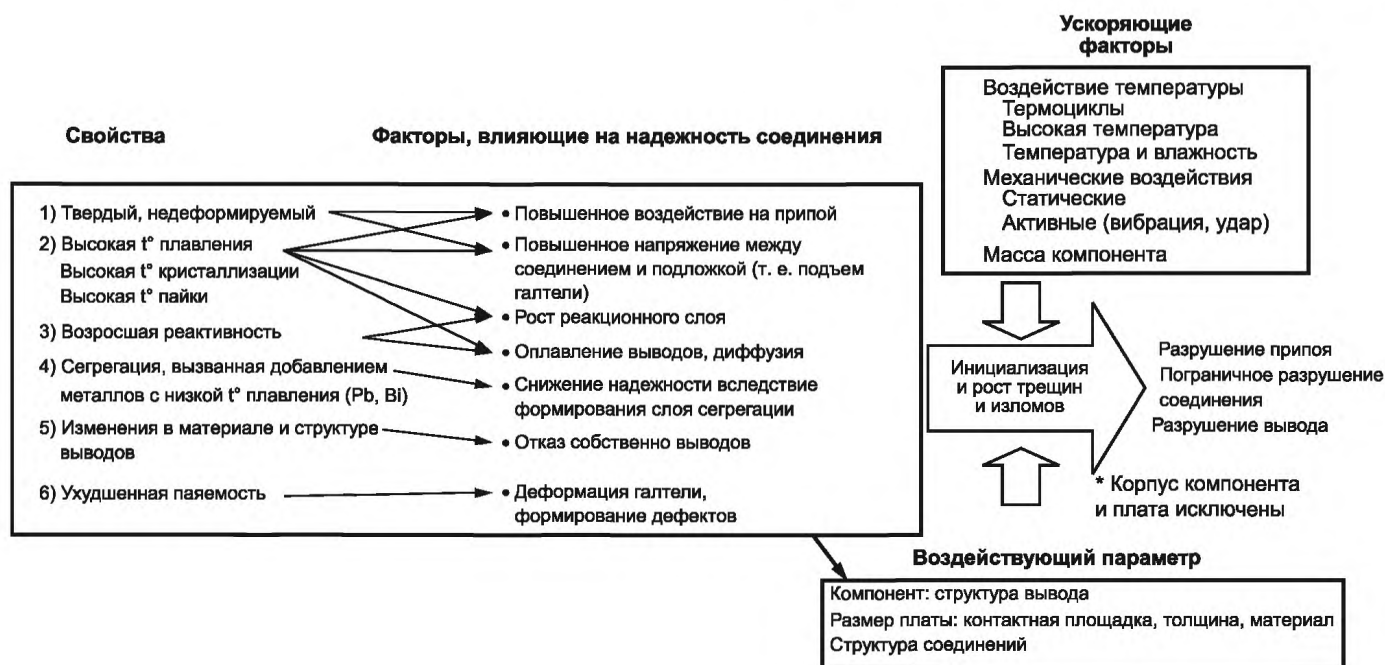 Свойства
Факторы, влияющие на надежность соединения
1) Твердый, недеформируемый
2) Высокая t° плавления
Высокая t° кристаллизации
Высокая t° пайки
3) Возросшая реактивность
4) Сегрегация, вызванная добавлением
металлов с низкой t° плавления (Pb, Bi)
5) Изменения в материале и структуре
выводов
6) Ухудшенная паяемость
• Повышенное воздействие на припой
• Повышенное напряжение между
соединением и подложкой (т. е. подъем
галтели)
• Рост реакционного слоя
• Оплавление выводов, диффузия
• Снижение надежности вследствие
формирования слоя сегрегации
• Отказ собственно выводов
• Деформация галтели,
формирование дефектов
Ускоряющие
факторы
Воздействие температуры
Термоциклы
Высокая температура
Температура и влажность
Механические воздействия
Статические
Активные (вибрация, удар)
Масса компонента
Инициализация
и рост трещин
и изломов
Разрушение припоя
Пограничное разрушение
соединения
Разрушение вывода
* Корпус компонента
и плата исключены
Воздействующий параметр
Компонент: структура вывода
Размер платы: контактная площадка, толщина, материал
Структура соединений